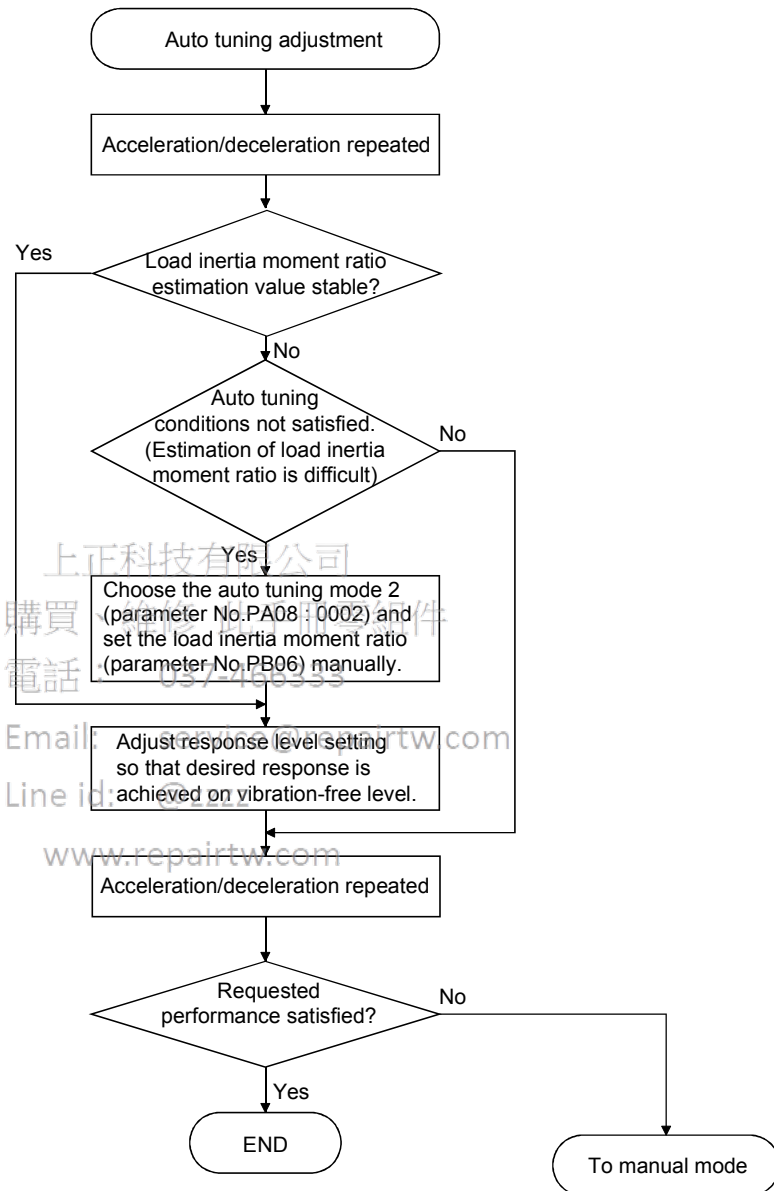 Auto tuning adjustment
Acceleration/deceleration repeated
Yes
Load inertia moment ratio
estimation value stable?
No
Auto tuning
conditions not satisfied.
(Estimation of load inertia
moment ratio is difficult)
No
Yes
上正科技有限公司
Choose the auto tuning mode 2
(parameter No.PA08 : 0002) and
set the load inertia moment ratio
(parameter No.PB06) manually.
購買、維修 此手冊零組件
電話： 037-466333
Adjust response level setting
so that desired response is
achieved on vibration-free level.
Email: service@repairtw.com
Line id: @zzzz
www.repairtw.com
Acceleration/deceleration repeated
Requested
performance satisfied?
No
Yes
END
To manual mode